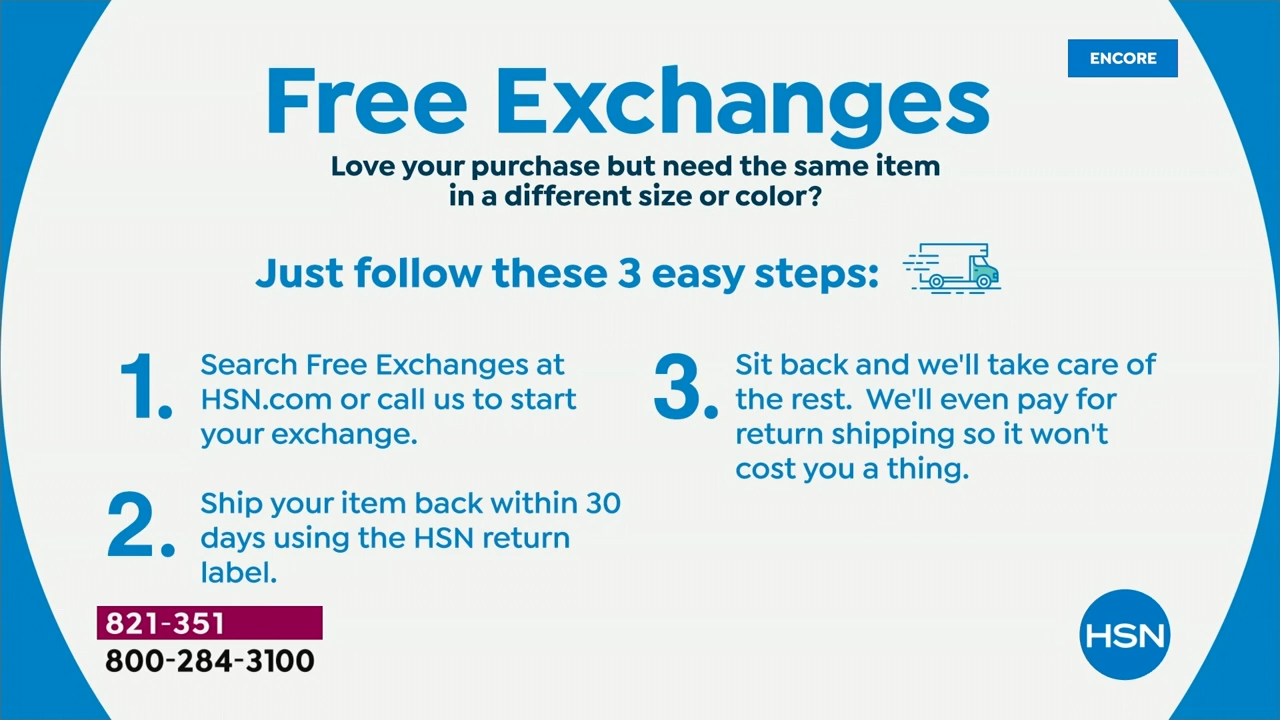 ENCORE
Free Exchanges
Love your purchase but need the same item
in a different size or color?
Just follow these 3 easy steps:
1. Search Free Exchanges at
HSN.com or call us to start
your exchange.
2. Ship your item back within 30
days using the HSN return
label.
3. Sit back and we'll take care of
the rest. We'll even pay for
return shipping so it won't
cost you a thing.
821-351
800-284-3100
HSN